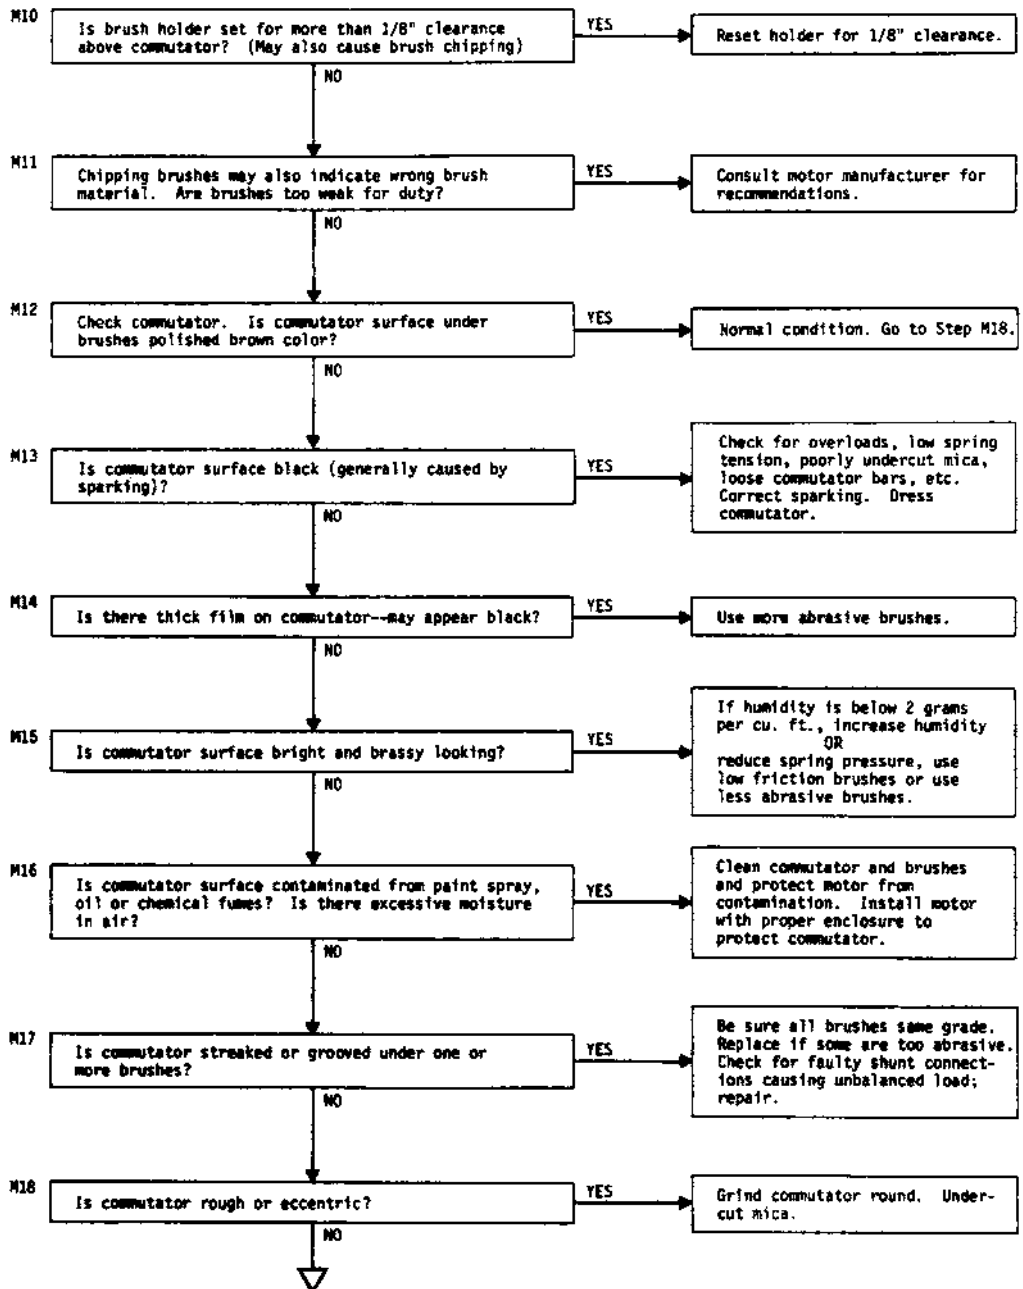 M10
Is brush holder set for more than 1/8" clearance
above commutator? (May also cause brush chipping)
YES
Reset holder for 1/8" clearance.
NO
M11
Chipping brushes may also indicate wrong brush
material. Are brushes too weak for duty?
YES
Consult motor manufacturer for
recommendations.
NO
M12
Check commutator. Is commutator surface under
brushes polished brown color?
YES
Normal condition. Go to Step M18.
NO
M13
Is commutator surface black (generally caused by
sparking)?
YES
Check for overloads, low spring
tension, poorly undercut mica,
loose commutator bars, etc.
Correct sparking. Dress
commutator.
NO
M14
Is there thick film on commutator--may appear black?
YES
Use more abrasive brushes.
NO
M15
Is commutator surface bright and brassy looking?
YES
If humidity is below 2 grams
per cu. ft., increase humidity
OR
reduce spring pressure, use
low friction brushes or use
less abrasive brushes.
NO
M16
Is commutator surface contaminated from paint spray,
oil or chemical fumes? Is there excessive moisture
in air?
YES
Clean commutator and brushes
and protect motor from
contamination. Install motor
with proper enclosure to
protect commutator.
NO
M17
Is commutator streaked or grooved under one or
more brushes?
YES
Be sure all brushes same grade.
Replace if some are too abrasive.
Check for faulty shunt connect-
ions causing unbalanced load;
repair.
NO
M18
Is commutator rough or eccentric?
YES
Grind commutator round. Under-
cut mica.
NO